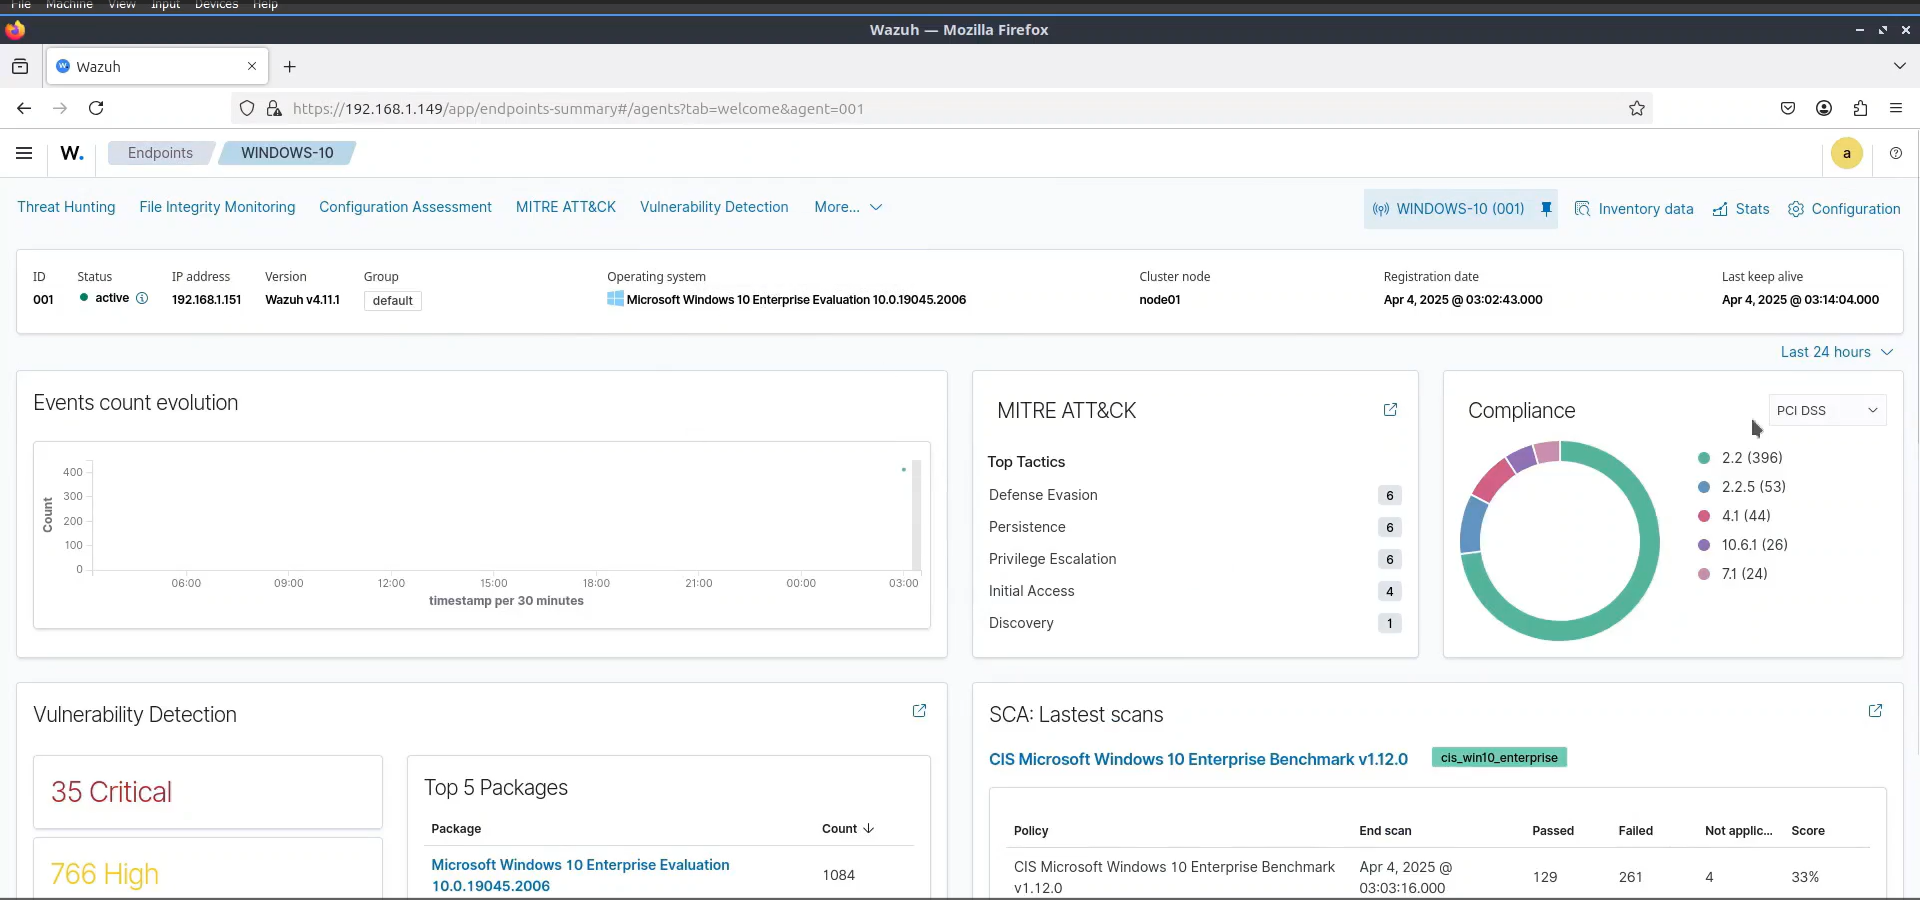 File Machine View Input Devices Help
Wazuh — Mozilla Firefox
Wazuh
https://192.168.1.149/app/endpoints-summary#/agents?tab=welcome&agent=001
W. Endpoints WINDOWS-10 a
Threat Hunting File Integrity Monitoring Configuration Assessment MITRE ATT&CK Vulnerability Detection More... WINDOWS-10 (001) Inventory data Stats Configuration
ID Status IP address Version Group Operating system Cluster node Registration date Last keep alive
001 active 192.168.1.151 Wazuh v4.11.1 default Microsoft Windows 10 Enterprise Evaluation 10.0.19045.2006 node01 Apr 4, 2025 @ 03:02:43.000 Apr 4, 2025 @ 03:14:04.000
Last 24 hours
Events count evolution
Count
400
300
200
100
0
06:00 09:00 12:00 15:00 18:00 21:00 00:00 03:00
timestamp per 30 minutes
MITRE ATT&CK
Top Tactics
Defense Evasion 6
Persistence 6
Privilege Escalation 6
Initial Access 4
Discovery 1
Compliance PCI DSS
2.2 (396)
2.2.5 (53)
4.1 (44)
10.6.1 (26)
7.1 (24)
Vulnerability Detection
35 Critical
766 High
Top 5 Packages
Package Count
Microsoft Windows 10 Enterprise Evaluation 1084
10.0.19045.2006
SCA: Lastest scans
CIS Microsoft Windows 10 Enterprise Benchmark v1.12.0 cis_win10_enterprise
Policy End scan Passed Failed Not applic... Score
CIS Microsoft Windows 10 Enterprise Benchmark Apr 4, 2025 @ 129 261 4 33%
v1.12.0 03:03:16.000